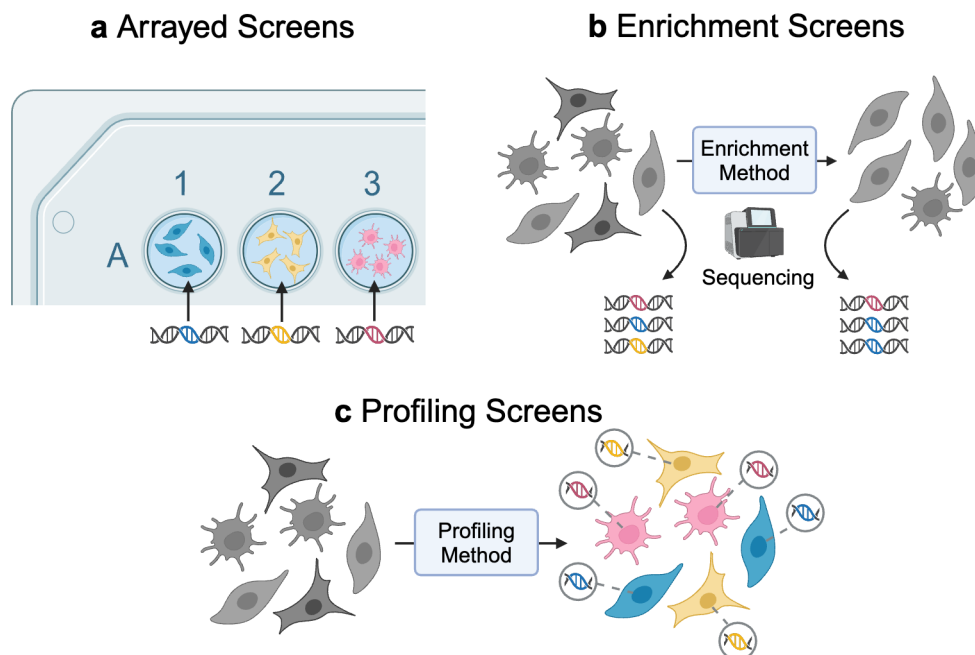 a Arrayed Screens
1 2 3
A
b Enrichment Screens
Enrichment
Method
Sequencing
c Profiling Screens
Profiling
Method